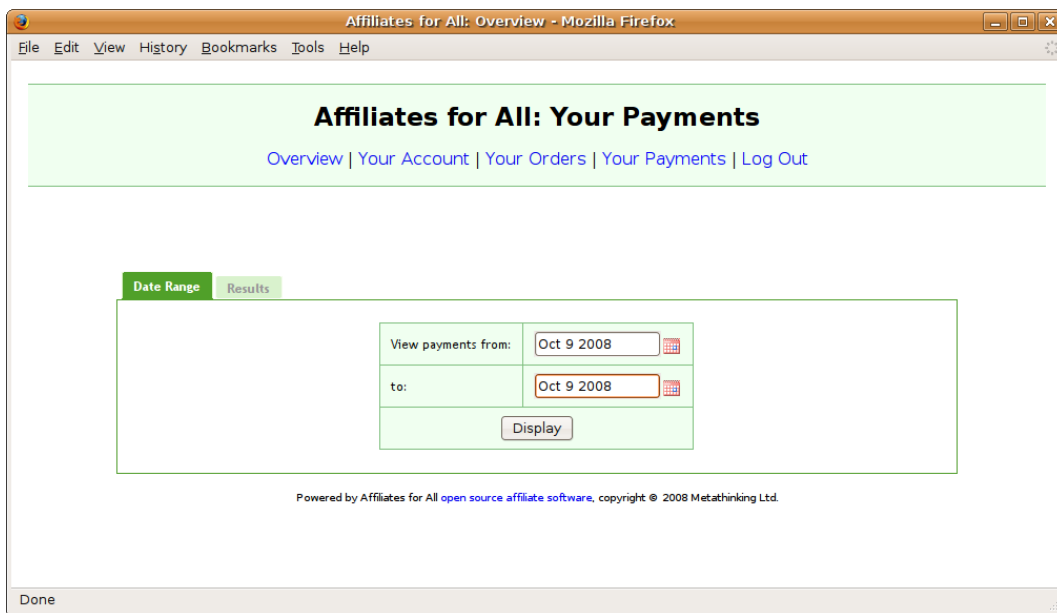 Affiliates for All: Overview - Mozilla Firefox
File Edit View History Bookmarks Tools Help
Affiliates for All: Your Payments
Overview | Your Account | Your Orders | Your Payments | Log Out
Date Range Results
View payments from: Oct 9 2008
to: Oct 9 2008
Display
Powered by Affiliates for All open source affiliate software, copyright © 2008 Metathinking Ltd.
Done